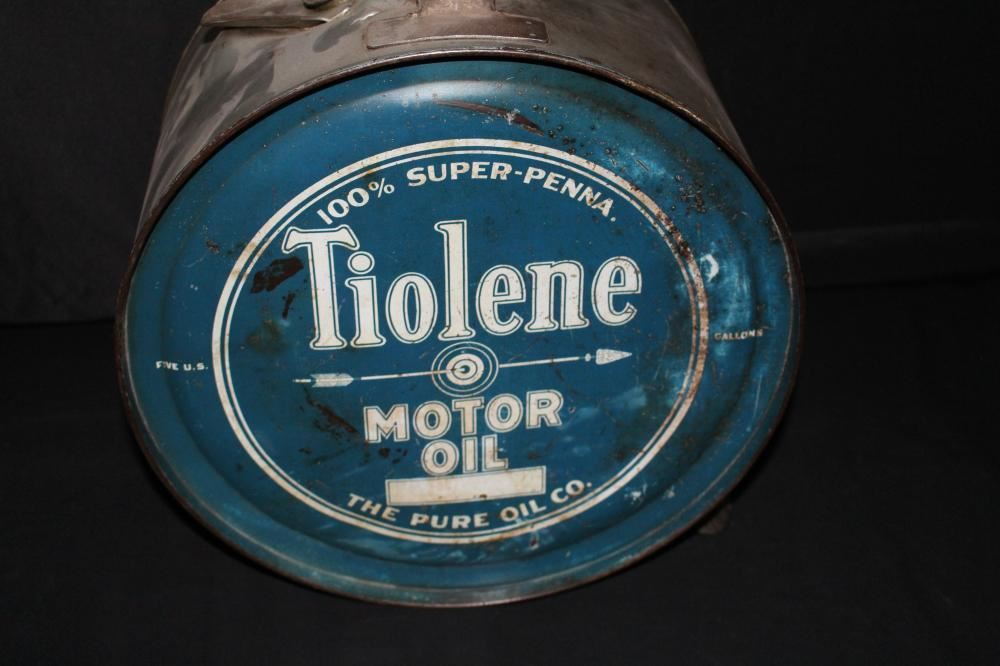 100% SUPER-PENNA.
Tiolene
FIVE U.S.
GALLONS
MOTOR
OIL
THE PURE OIL CO.